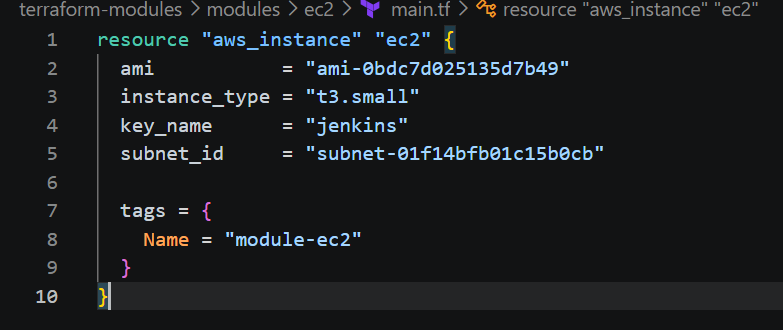 terraform-modules > modules > ec2 > main.tf > resource "aws_instance" "ec2"
1 resource "aws_instance" "ec2" {
2   ami           = "ami-0bdc7d025135d7b49"
3   instance_type = "t3.small"
4   key_name      = "jenkins"
5   subnet_id     = "subnet-01f14bfb01c15b0cb"
6
7   tags = {
8     Name = "module-ec2"
9   }
10 }